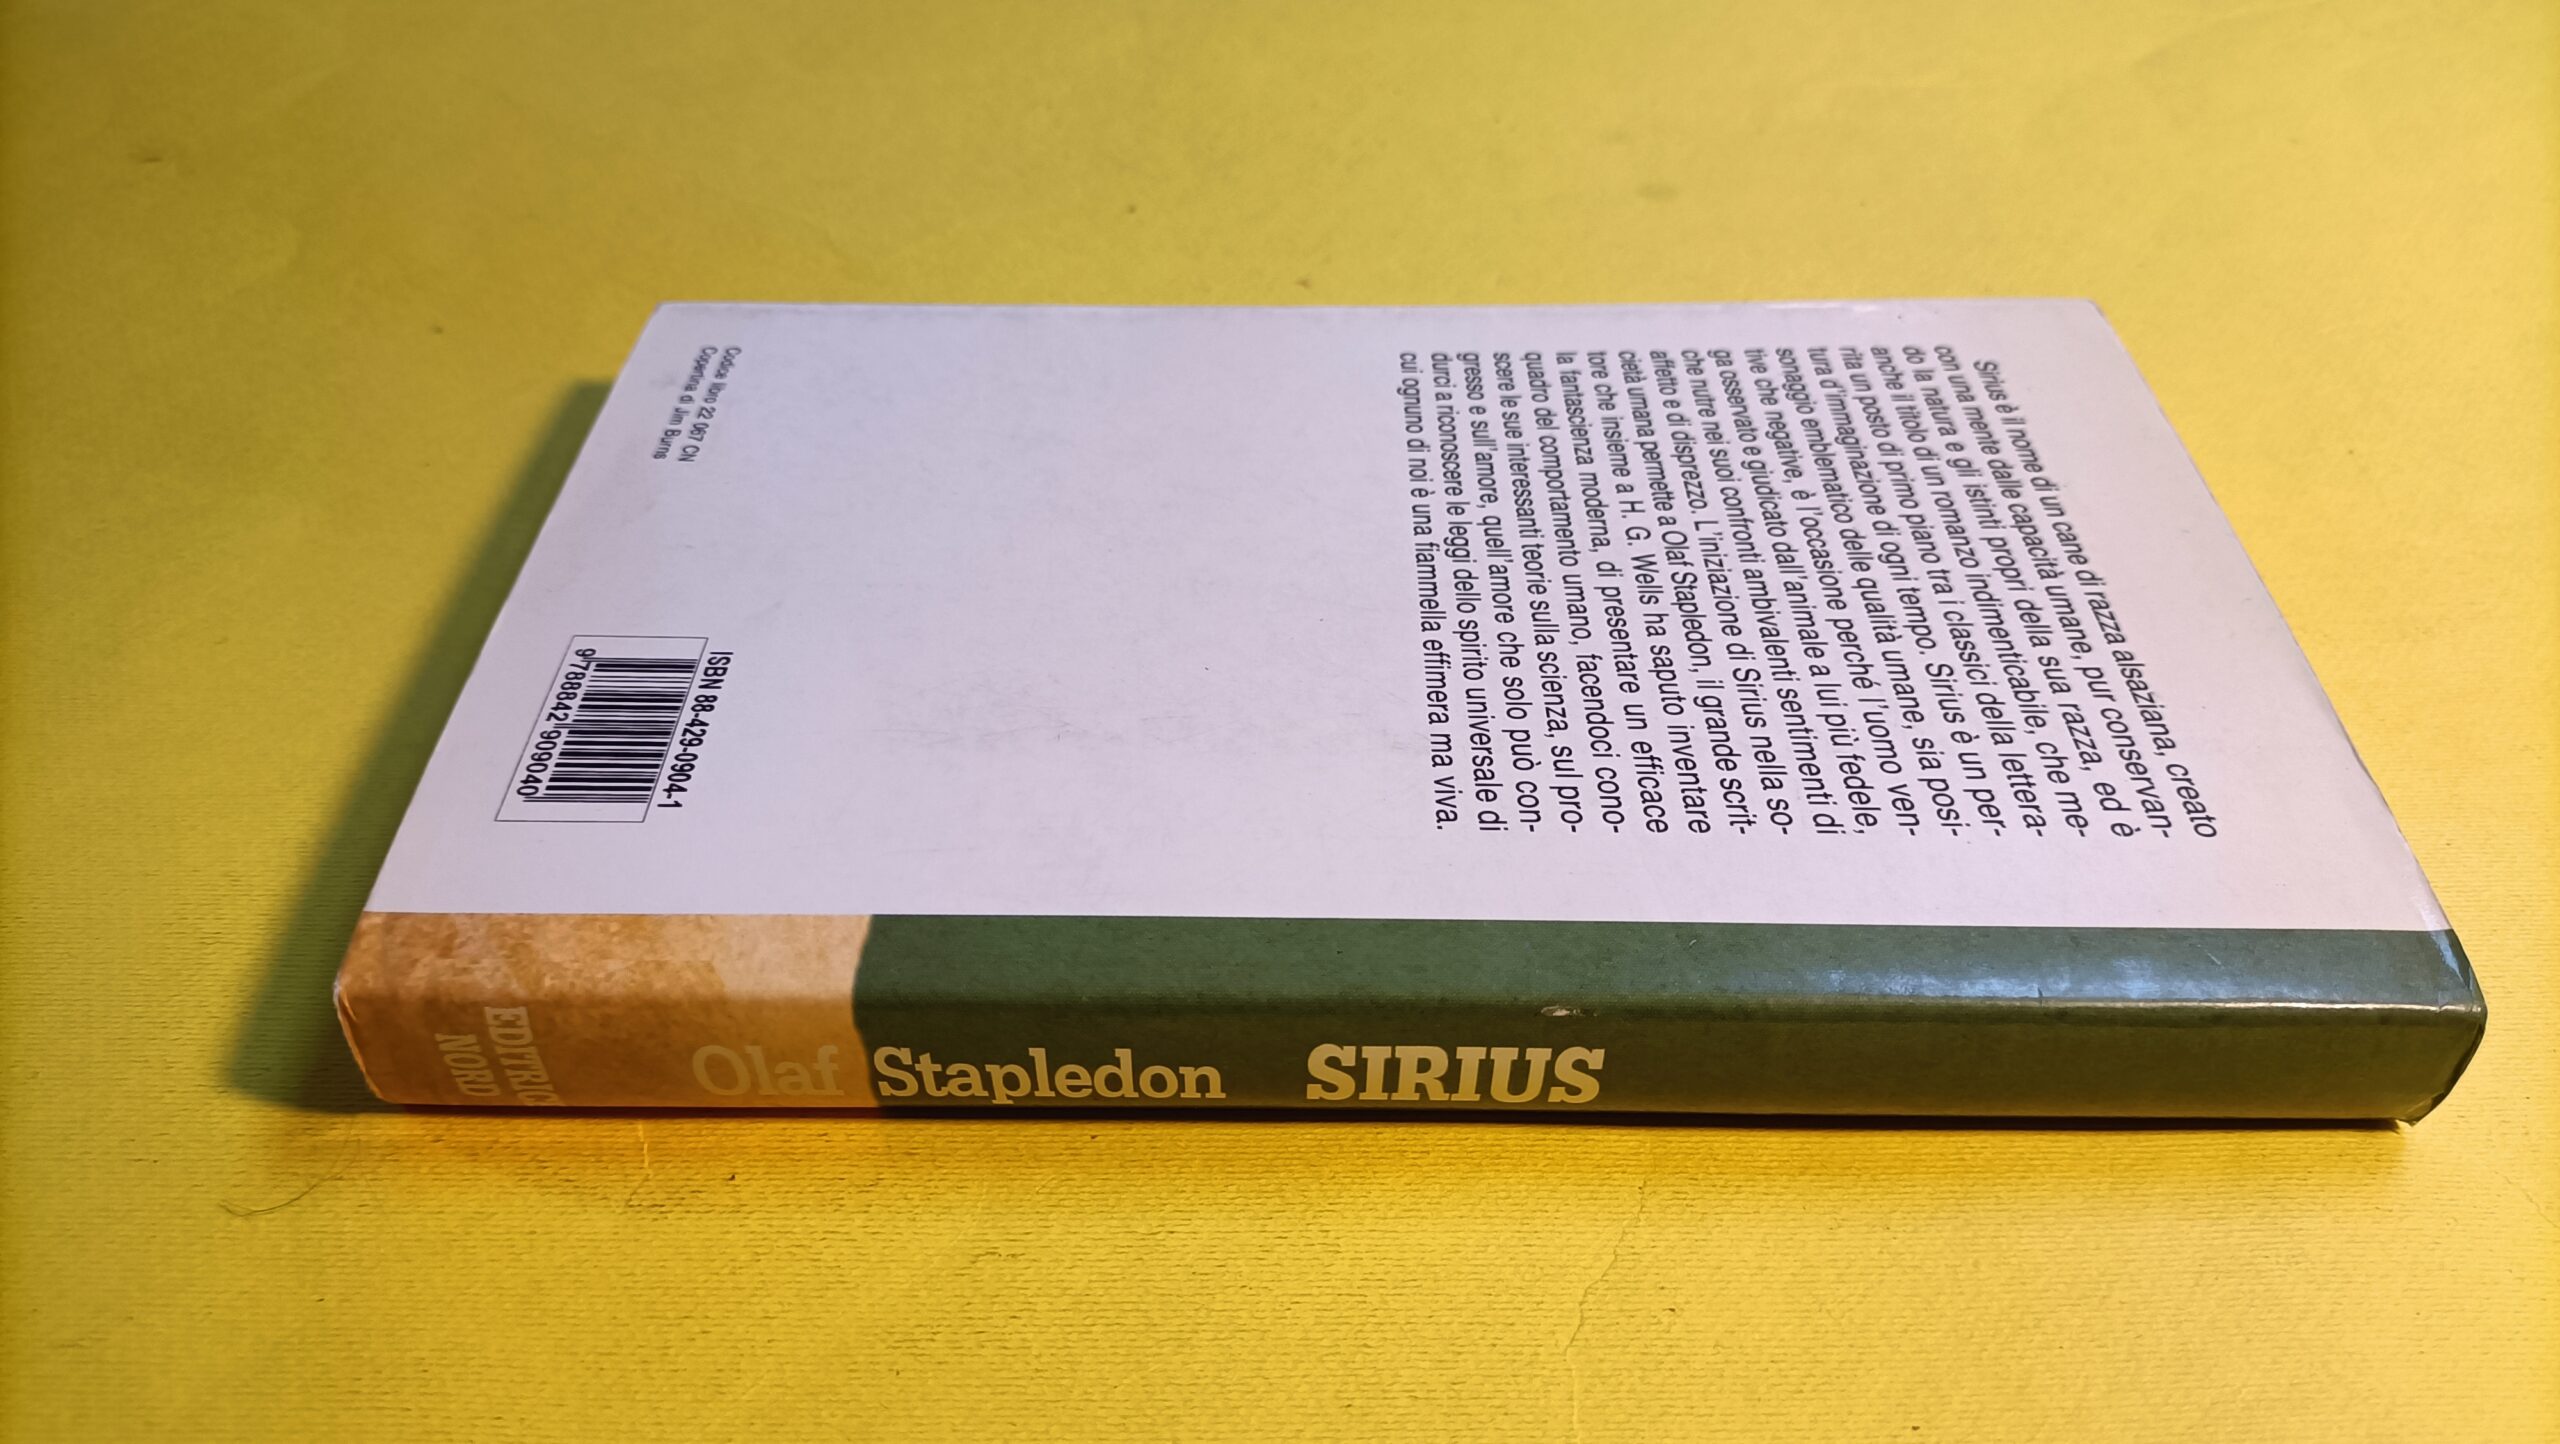 Sirius è il nome di un cane di razza alsaziana, creato
con una mente dalle capacità umane, pur conservan-
do la natura e gli istinti propri della sua razza, ed è
anche il titolo di un romanzo indimenticabile, che me-
rita un posto di primo piano tra i classici della lettera-
tura d'immaginazione di ogni tempo. Sirius è un per-
sonaggio emblematico delle qualità umane, sia posi-
tive che negative, è l'occasione perché l'uomo ven-
ga osservato e giudicato dall'animale a lui più fedele,
che nutre nei suoi confronti ambivalenti sentimenti di
affetto e di disprezzo. L'iniziazione di Sirius nella so-
cietà umana permette a Olaf Stapledon, il grande scrit-
tore che insieme a H. G. Wells ha saputo inventare
la fantascienza moderna, di presentare un efficace
quadro del comportamento umano, facendoci cono-
scere le sue interessanti teorie sulla scienza, sul pro-
gresso e sull'amore, quell'amore che solo può con-
durci a riconoscere le leggi dello spirito universale di
cui ognuno di noi è una fiammella effimera ma viva.
Codice libro 22 067 CN
Copertina di Jim Burns
ISBN 88-429-0904-1
9788842909040
Olaf Stapledon SIRIUS
EDITRIC
NORD